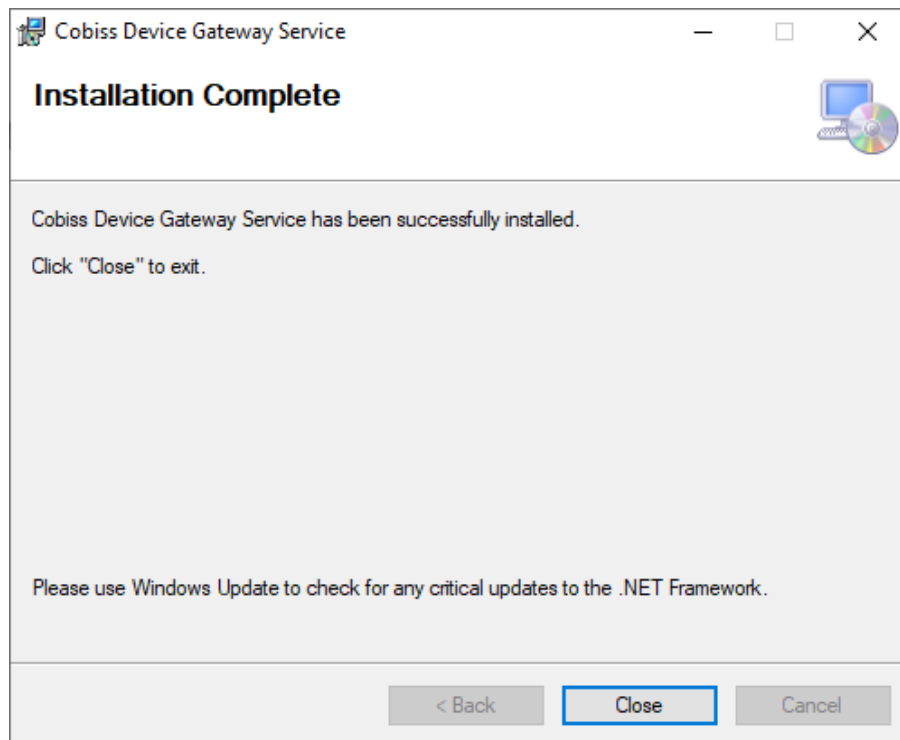 Cobiss Device Gateway Service
Installation Complete
Cobiss Device Gateway Service has been successfully installed.
Click "Close" to exit.
Please use Windows Update to check for any critical updates to the .NET Framework.
< Back
Close
Cancel